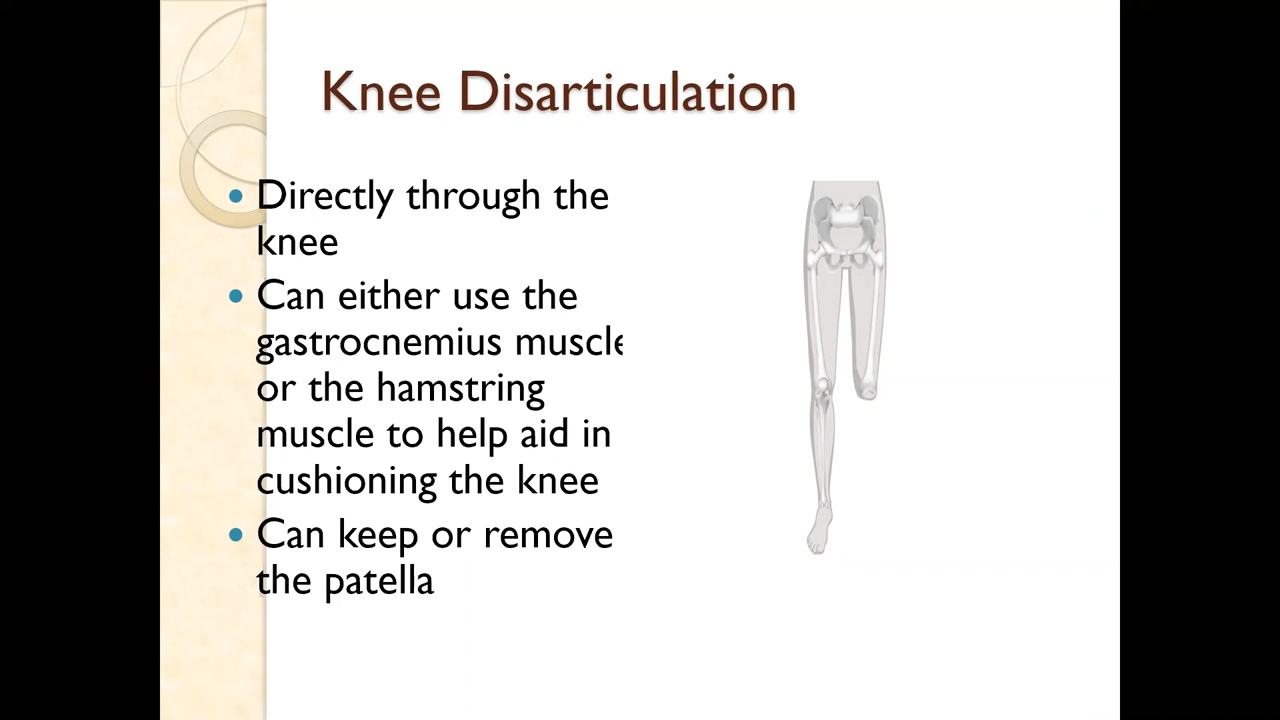 Knee Disarticulation
• Directly through the
knee
• Can either use the
gastrocnemius muscle
or the hamstring
muscle to help aid in
cushioning the knee
• Can keep or remove
the patella